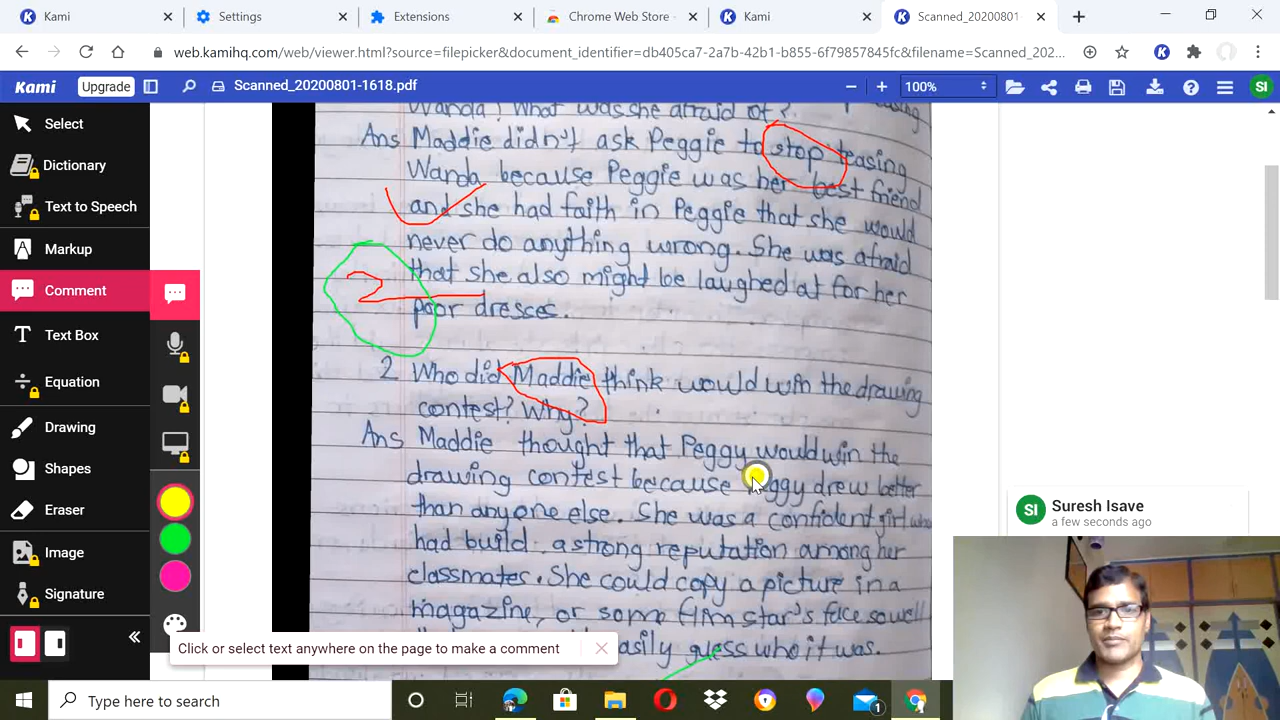 Kami
Settings
Extensions
Chrome Web Store -
Kami
Scanned_20200801
web.kamihq.com/web/viewer.html?source=filepicker&document_identifier=db405ca7-2a7b-42b1-b855-6f79857845fc&filename=Scanned_202...
Kami Upgrade Scanned_20200801-1618.pdf 100% SI
Select
Dictionary
Text to Speech
Markup
Comment
Text Box
Equation
Drawing
Shapes
Eraser
Image
Signature
Wanda? What was she afraid of?
Ans Maddie didn't ask Peggie to stop teasing
Wanda because Peggie was her best friend
and she had faith in Peggie that she would
never do anything wrong. She was afraid
that she also might be laughed at for her
2
poor dresses.
2 Who did Maddie think would win the drawing
contest? Why?
Ans Maddie thought that Peggy would win the
drawing contest because Peggy drew better
than anyone else. She was a confident girl who
had build a strong reputation among her
classmates. She could copy a picture in a
magazine, or some film star's face so well
easily guess who it was.
SI Suresh Isave
a few seconds ago
Click or select text anywhere on the page to make a comment
Type here to search
1